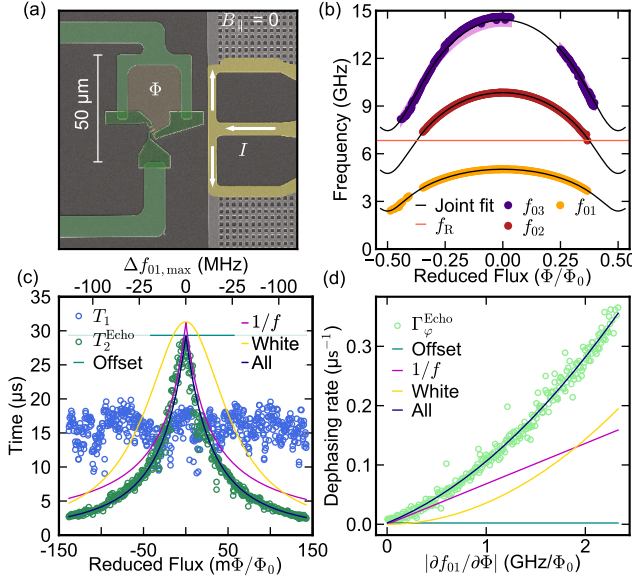 (a)
B∥ = 0
50 μm
Φ
I
(b)
15
12
9
6
3
0
Frequency (GHz)
Joint fit
f03
f01
fR
f02
−0.50
−0.25
0.00
0.25
0.50
Reduced Flux (Φ/Φ0)
(c)
Δf01,max (MHz)
-100
-25
0
-25
-100
35
30
25
20
15
10
5
0
Time (μs)
T1
1/f
T2Echo
White
Offset
All
-150
-100
-50
0
50
100
150
Reduced Flux (mΦ/Φ0)
(d)
0.3
0.2
0.1
0.0
Dephasing rate (μs−1)
ΓφEcho
Offset
1/f
White
All
0
1
2
|∂f01/∂Φ| (GHz/Φ0)